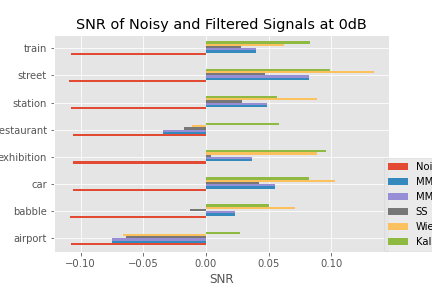 SNR of Noisy and Filtered Signals at 0dB
train
street
station
estaurant
exhibition
car
babble
airport
−0.10 −0.05 0.00 0.05 0.10
SNR
Noi
MM
MM
SS
Wie
Kal